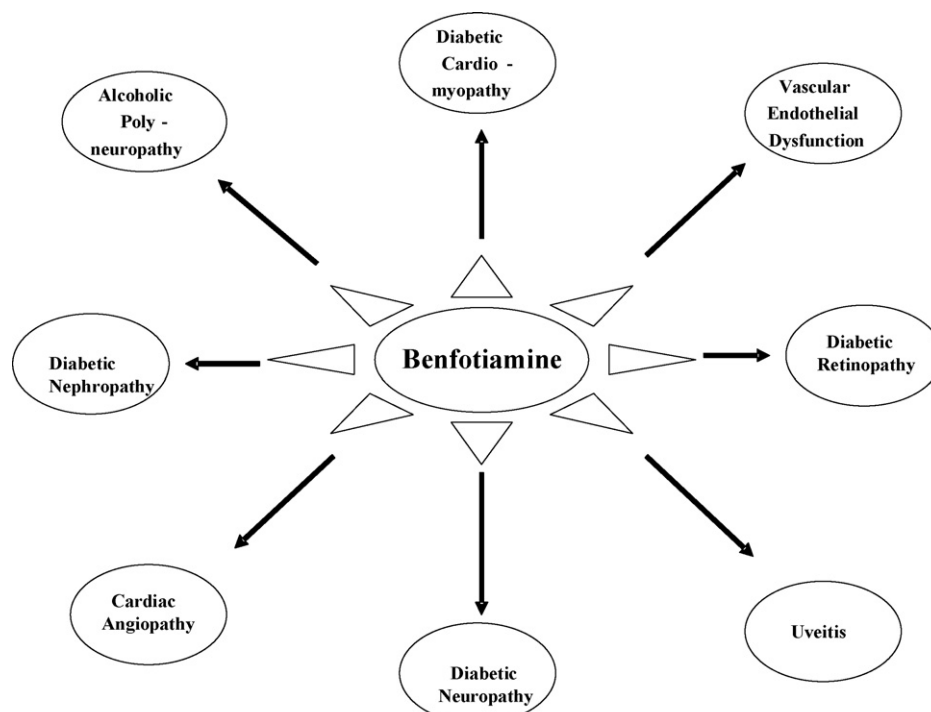 Diabetic
Cardio -
myopathy
Alcoholic
Poly -
neuropathy
Vascular
Endothelial
Dysfunction
Benfotiamine
Diabetic
Nephropathy
Diabetic
Retinopathy
Cardiac
Angiopathy
Uveitis
Diabetic
Neuropathy